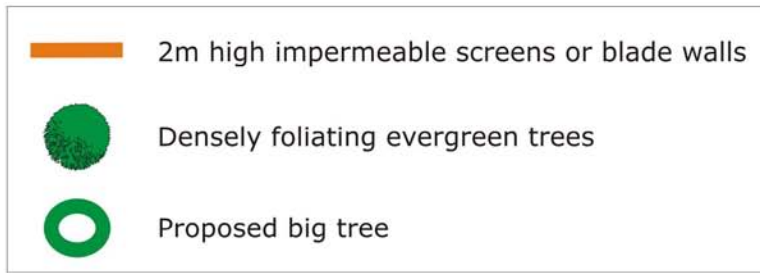 2m high impermeable screens or blade walls
Densely foliating evergreen trees
Proposed big tree